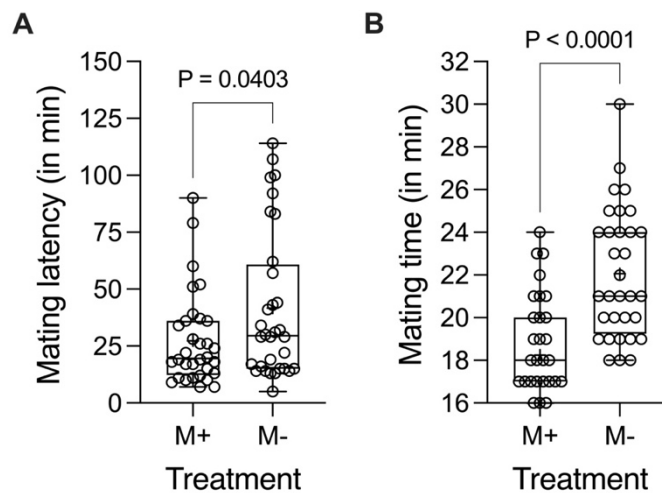 A
Mating latency (in min)
150
125
100
75
50
25
0
P = 0.0403
M+ M-
Treatment
B
Mating time (in min)
32
30
28
26
24
22
20
18
16
P < 0.0001
M+ M-
Treatment